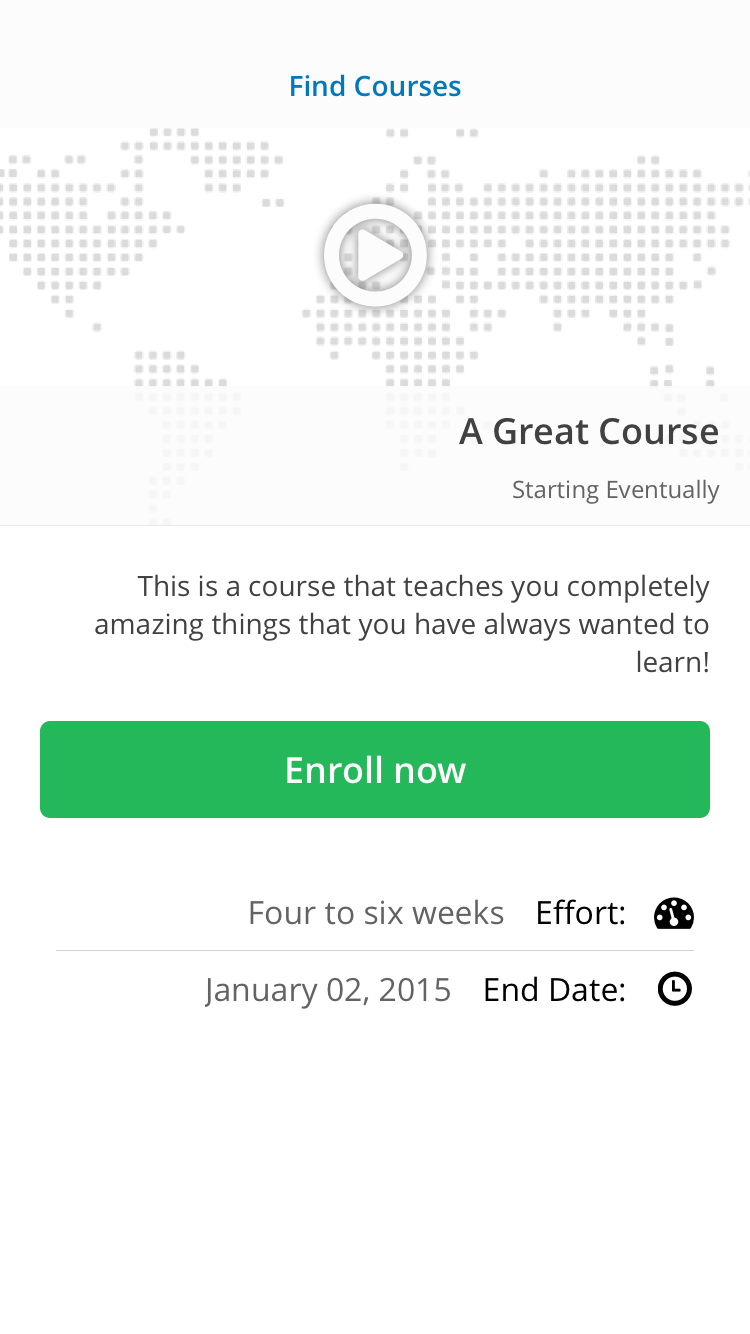 Find Courses
A Great Course
Starting Eventually
This is a course that teaches you completely
amazing things that you have always wanted to
learn!
Enroll now
Effort: Four to six weeks
End Date: January 02, 2015